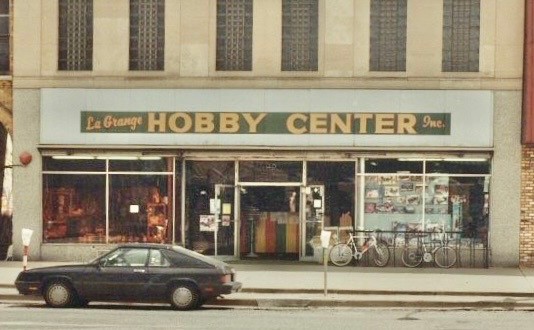 La Grange HOBBY CENTER Inc.